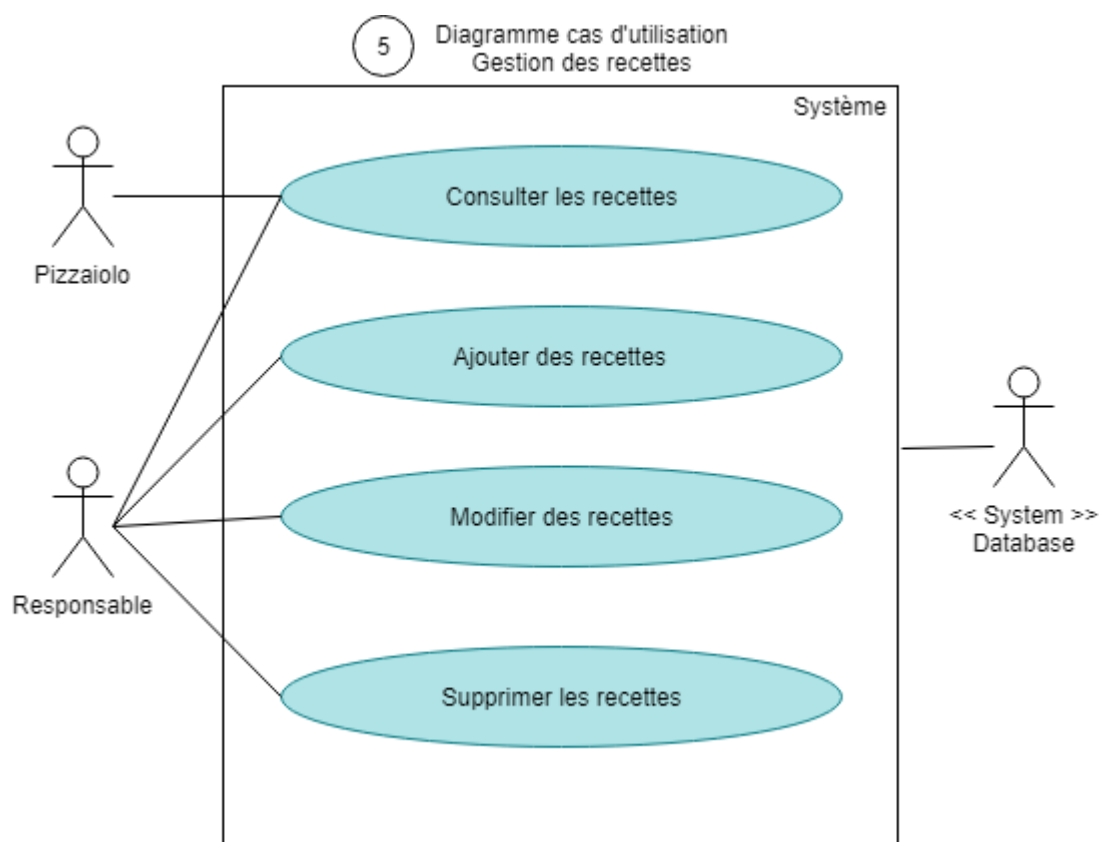 5
Diagramme cas d'utilisation
Gestion des recettes
Système
Consulter les recettes
Pizzaiolo
Ajouter des recettes
Modifier des recettes
<< System >>
Database
Responsable
Supprimer les recettes